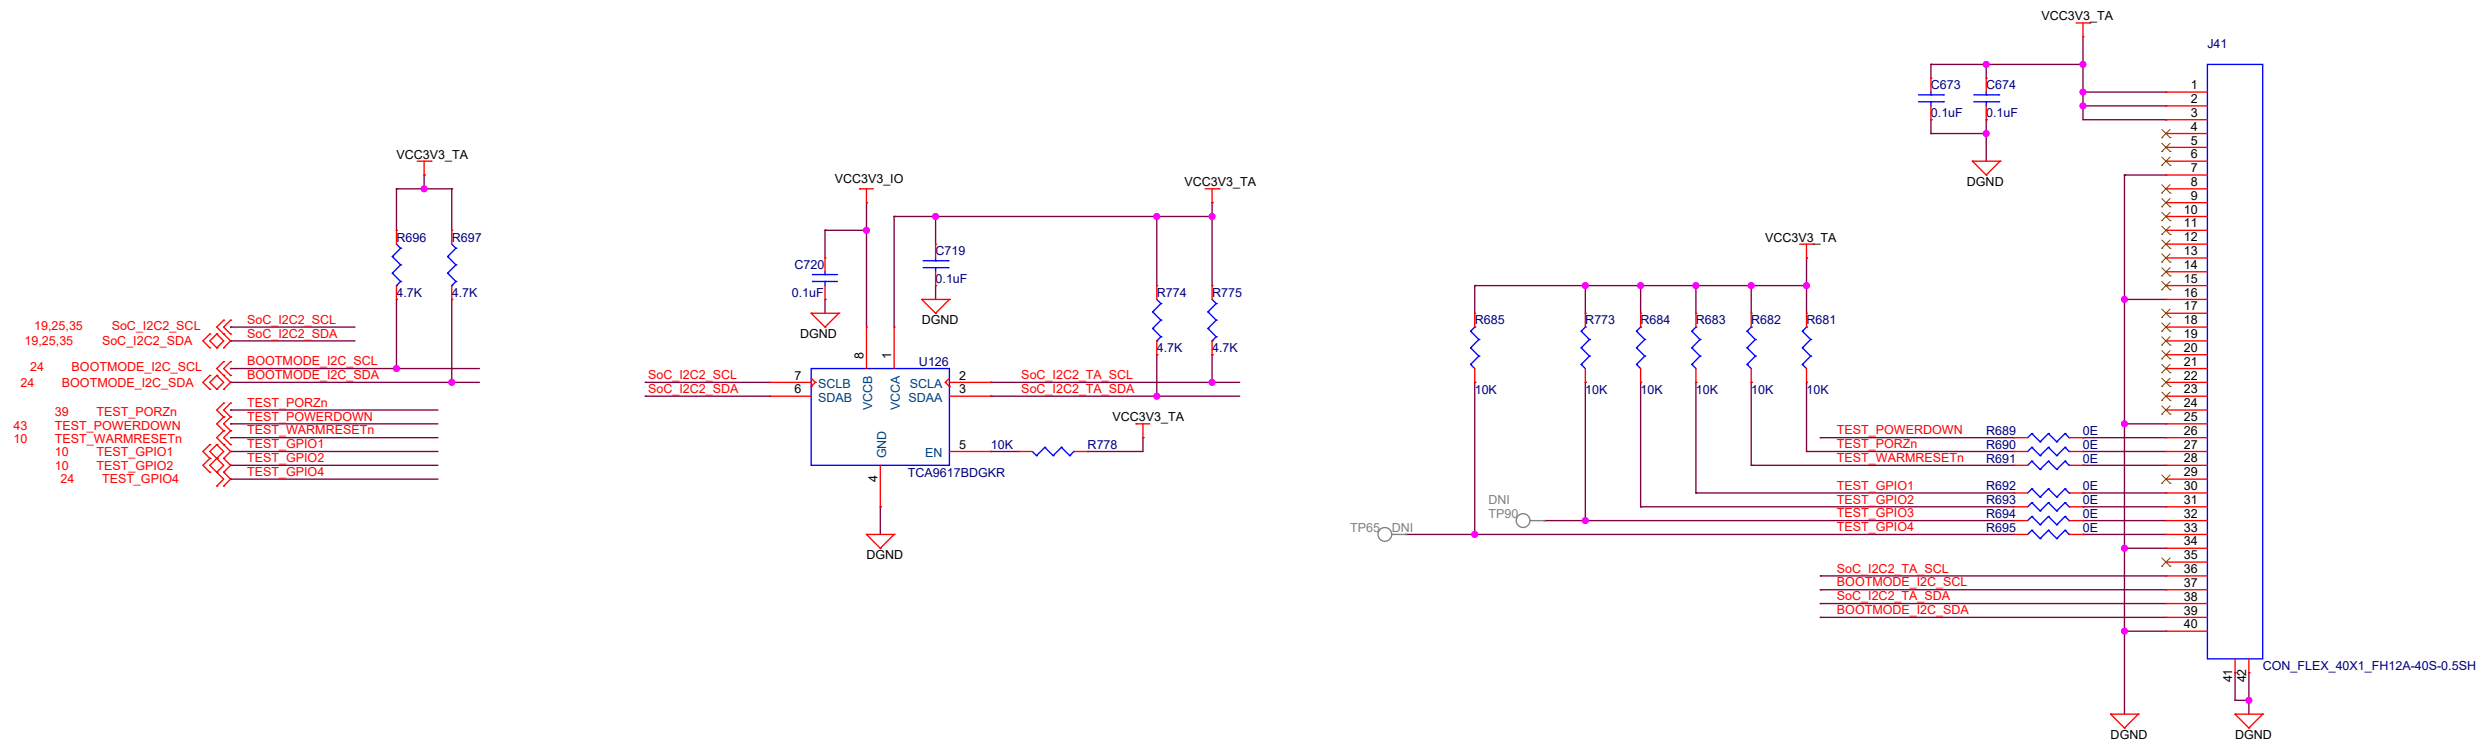 VCC3V3_TA
R696
R697
4.7K
4.7K
19,25,35 SoC_I2C2_SCL
SoC_I2C2_SCL
19,25,35 SoC_I2C2_SDA
SoC_I2C2_SDA
24 BOOTMODE_I2C_SCL
BOOTMODE_I2C_SCL
24 BOOTMODE_I2C_SDA
BOOTMODE_I2C_SDA
39 TEST_PORZn
TEST_PORZn
43 TEST_POWERDOWN
TEST_POWERDOWN
10 TEST_WARMRESETn
TEST_WARMRESETn
10 TEST_GPIO1
TEST_GPIO1
10 TEST_GPIO2
TEST_GPIO2
24 TEST_GPIO4
TEST_GPIO4
VCC3V3_IO
VCC3V3_TA
C720
0.1uF
DGND
C719
0.1uF
DGND
R774
R775
4.7K
4.7K
8
1
U126
SoC_I2C2_SCL
7
SCLB
SoC_I2C2_SDA
6
SDAB
VCCB
VCCA
SCLA
2
SoC_I2C2_TA_SCL
SDAA
3
SoC_I2C2_TA_SDA
VCC3V3_TA
GND
EN
5
10K
R778
TCA9617BDGKR
4
DGND
VCC3V3_TA
R685
R773
R684
R683
R682
R681
10K
10K
10K
10K
10K
10K
TEST_POWERDOWN
R689
0E
TEST_PORZn
R690
0E
TEST_WARMRESETn
R691
0E
TEST_GPIO1
R692
0E
TEST_GPIO2
R693
0E
TEST_GPIO3
R694
0E
TEST_GPIO4
R695
0E
DNI
TP90
TP65
DNI
SoC_I2C2_TA_SCL
BOOTMODE_I2C_SCL
SoC_I2C2_TA_SDA
BOOTMODE_I2C_SDA
VCC3V3_TA
C673
C674
0.1uF
0.1uF
DGND
J41
1
2
3
4
5
6
7
8
9
10
11
12
13
14
15
16
17
18
19
20
21
22
23
24
25
26
27
28
29
30
31
32
33
34
35
36
37
38
39
40
41
42
CON_FLEX_40X1_FH12A-40S-0.5SH
DGND
DGND